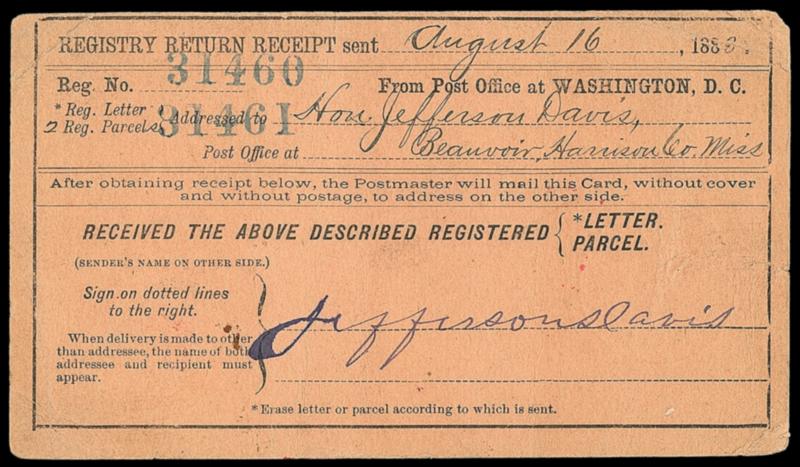 REGISTRY RETURN RECEIPT sent August 16, 1883.
Reg. No. 31460 From Post Office at WASHINGTON, D. C.
* Reg. Letter
2 Reg. Parcels 31461 Addressed to Hon. Jefferson Davis,
Post Office at Beauvoir, Harrison Co. Miss
After obtaining receipt below, the Postmaster will mail this Card, without cover
and without postage, to address on the other side.
RECEIVED THE ABOVE DESCRIBED REGISTERED { *LETTER.
PARCEL.
(SENDER'S NAME ON OTHER SIDE.)
Sign on dotted lines
to the right.
Jefferson Davis
When delivery is made to other
than addressee, the name of both
addressee and recipient must
appear.
*Erase letter or parcel according to which is sent.